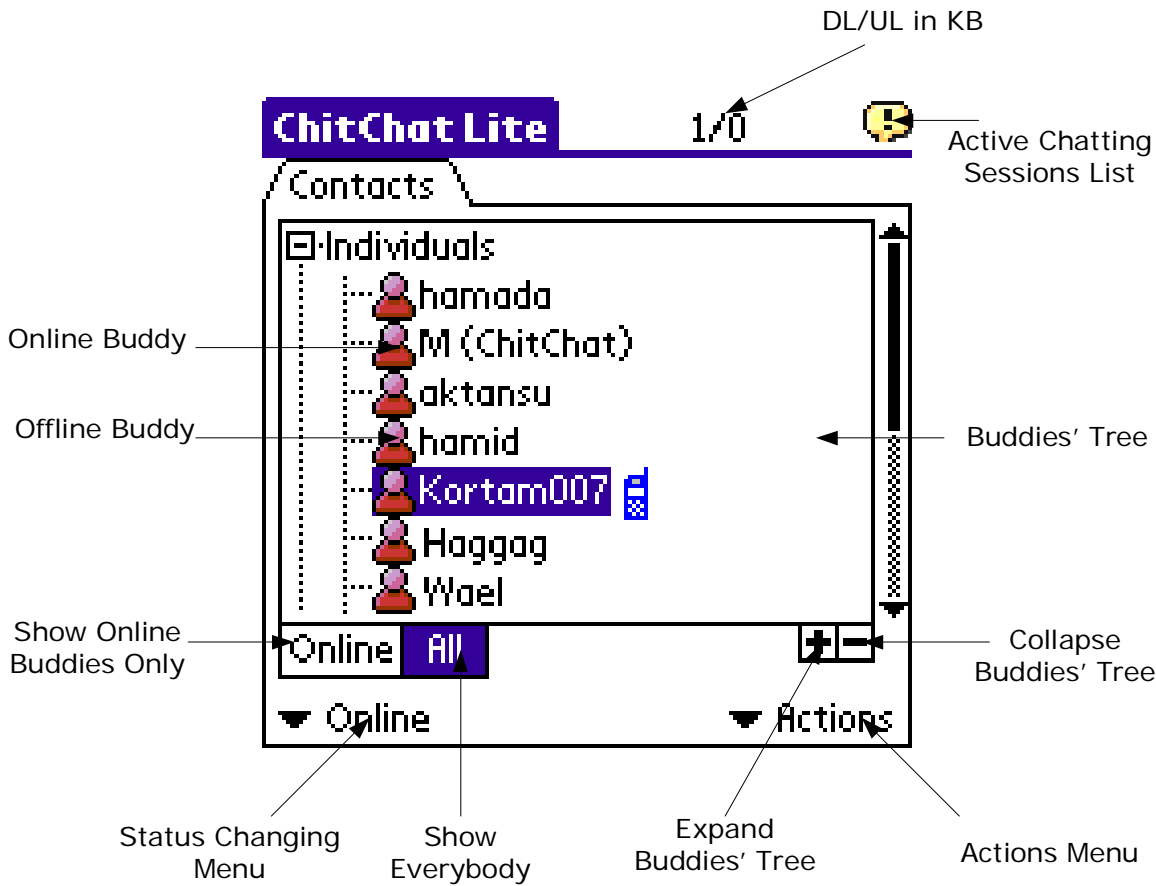 DL/UL in KB
ChitChat Lite
1/0
Active Chatting
Sessions List
Contacts
Individuals
hamada
Online Buddy
M (ChitChat)
aktansu
Offline Buddy
hamid
Buddies' Tree
Kortam007
Haggag
Wael
Show Online
Buddies Only
Online
All
+
-
Collapse
Buddies' Tree
Online
Actions
Status Changing
Menu
Show
Everybody
Expand
Buddies' Tree
Actions Menu